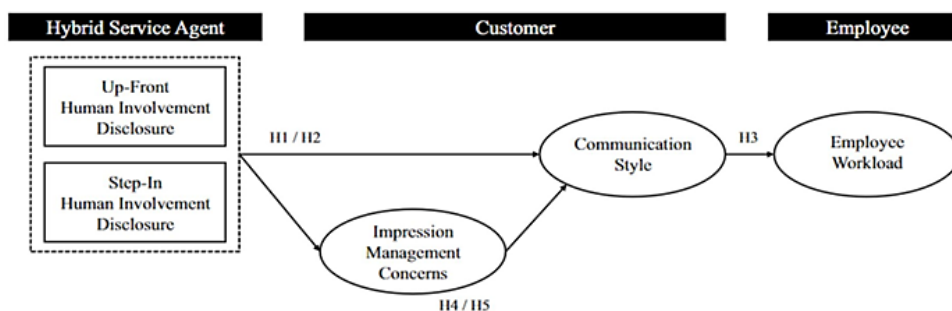 Hybrid Service Agent
Customer
Employee
Up-Front
Human Involvement
Disclosure
Step-In
Human Involvement
Disclosure
H1 / H2
Impression
Management
Concerns
H4 / H5
Communication
Style
H3
Employee
Workload